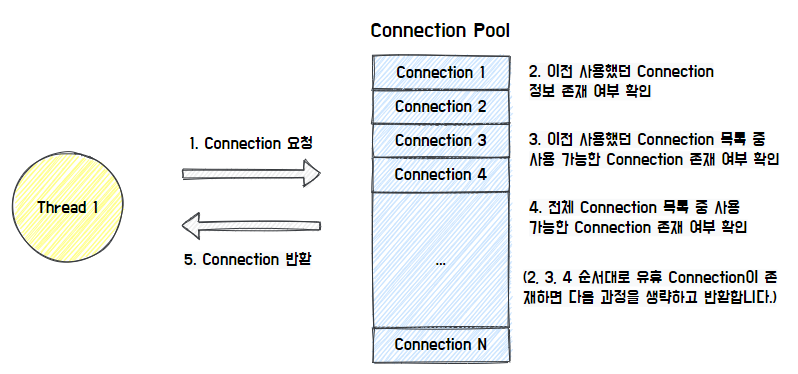 Connection Pool
Thread 1
1. Connection 요청
5. Connection 반환
Connection 1
Connection 2
Connection 3
Connection 4
...
Connection N
2. 이전 사용했던 Connection
정보 존재 여부 확인
3. 이전 사용했던 Connection 목록 중
사용 가능한 Connection 존재 여부 확인
4. 전체 Connection 목록 중 사용
가능한 Connection 존재 여부 확인
(2, 3, 4 순서대로 유휴 Connection이 존
재하면 다음 과정을 생략하고 반환합니다.)